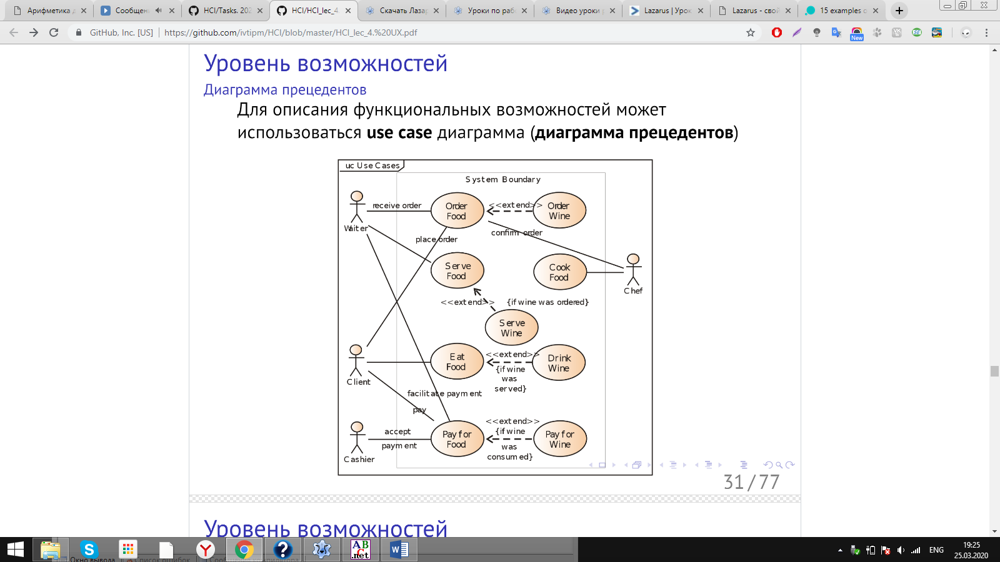 Арифметика д
Сообщен
HCI/Tasks. 202
HCI/HCI_lec_4.
Скачать Лазар
Уроки по раб
Видео уроки р
Lazarus | Урок
Lazarus - свой
15 examples o
GitHub, Inc. [US]
https://github.com/ivtipm/HCI/blob/master/HCI_lec_4.%20UX.pdf
New
Уровень возможностей
Диаграмма прецедентов
Для описания функциональных возможностей может
использоваться use case диаграмма (диаграмма прецедентов)
uc Use Cases
System Boundary
receive order
Order
Food
<<extend>>
Order
Wine
Waiter
confirm order
place order
Serve
Food
Cook
Food
Chef
<<extend>>
{if wine was ordered}
Serve
Wine
Eat
Food
<<extend>>
{if wine
was
served}
Drink
Wine
Client
facilitate payment
pay
accept
payment
Pay for
Food
<<extend>>
{if wine
was
consumed}
Pay for
Wine
Cashier
31/77
Уровень возможностей
Окно вывода
Список ошибок
ABC
.net
ENG
19:25
25.03.2020